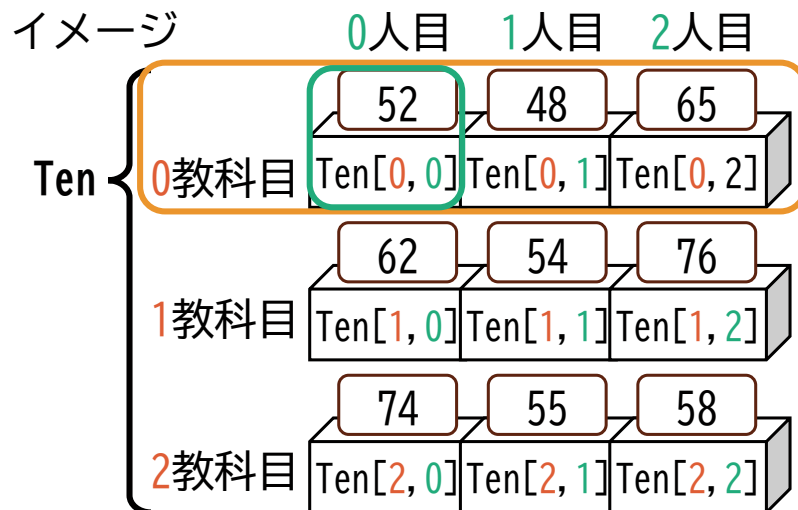 イメージ 0人目 1人目 2人目
52 48 65
Ten 0教科目 Ten[0,0] Ten[0,1] Ten[0,2]
62 54 76
1教科目 Ten[1,0] Ten[1,1] Ten[1,2]
74 55 58
2教科目 Ten[2,0] Ten[2,1] Ten[2,2]